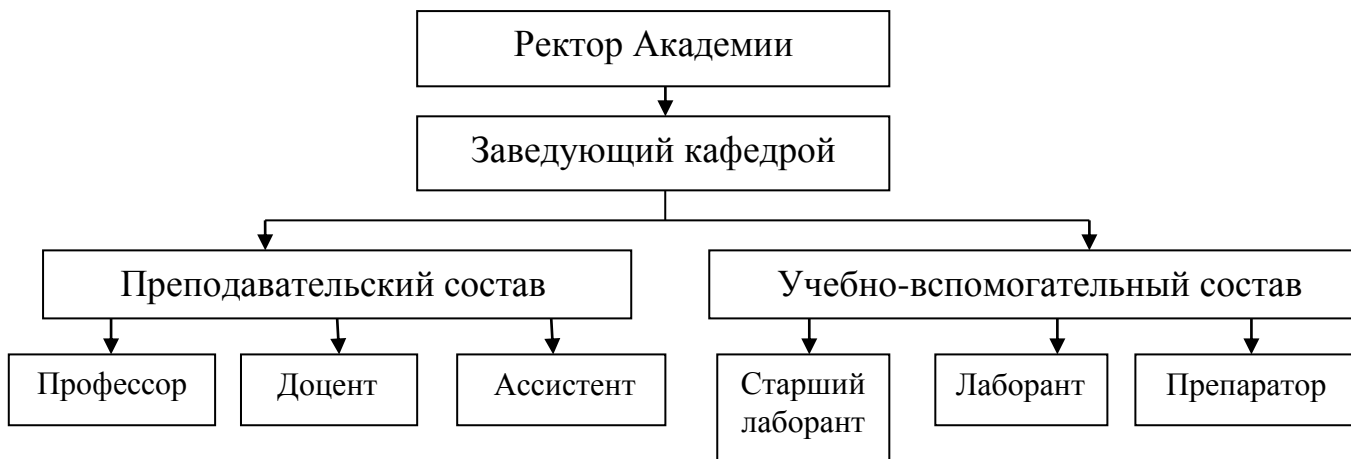 Ректор Академии
Заведующий кафедрой
Преподавательский состав
Учебно-вспомогательный состав
Профессор
Доцент
Ассистент
Старший
лаборант
Лаборант
Препаратор